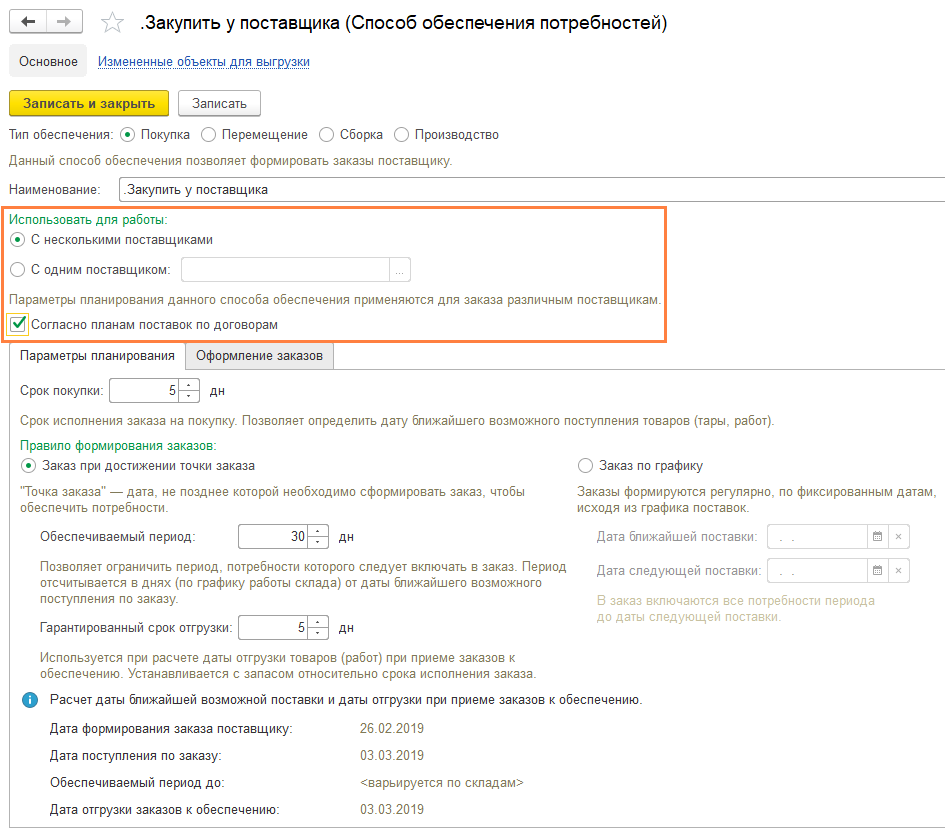 .Закупить у поставщика (Способ обеспечения потребностей)
Основное Измененные объекты для выгрузки
Записать и закрыть Записать
Тип обеспечения: Покупка Перемещение Сборка Производство
Данный способ обеспечения позволяет формировать заказы поставщику.
Наименование: .Закупить у поставщика
Использовать для работы:
С несколькими поставщиками
С одним поставщиком: ...
Параметры планирования данного способа обеспечения применяются для заказа различным поставщикам.
Согласно планам поставок по договорам
Параметры планирования Оформление заказов
Срок покупки: 5 дн
Срок исполнения заказа на покупку. Позволяет определить дату ближайшего возможного поступления товаров (тары, работ).
Правило формирования заказов:
Заказ при достижении точки заказа
"Точка заказа" — дата, не позднее которой необходимо сформировать заказ, чтобы
обеспечить потребности.
Обеспечиваемый период: 30 дн
Позволяет ограничить период, потребности которого следует включать в заказ. Период
отсчитывается в днях (по графику работы склада) от даты ближайшего возможного
поступления по заказу.
Гарантированный срок отгрузки: 5 дн
Используется при расчете даты отгрузки товаров (работ) при приеме заказов к
обеспечению. Устанавливается с запасом относительно срока исполнения заказа.
Заказ по графику
Заказы формируются регулярно, по фиксированным датам,
исходя из графика поставок.
Дата ближайшей поставки: . .
Дата следующей поставки: . .
В заказ включаются все потребности периода
до даты следующей поставки.
Расчет даты ближайшей возможной поставки и даты отгрузки при приеме заказов к обеспечению.
Дата формирования заказа поставщику: 26.02.2019
Дата поступления по заказу: 03.03.2019
Обеспечиваемый период до: <варьируется по складам>
Дата отгрузки заказов к обеспечению: 03.03.2019